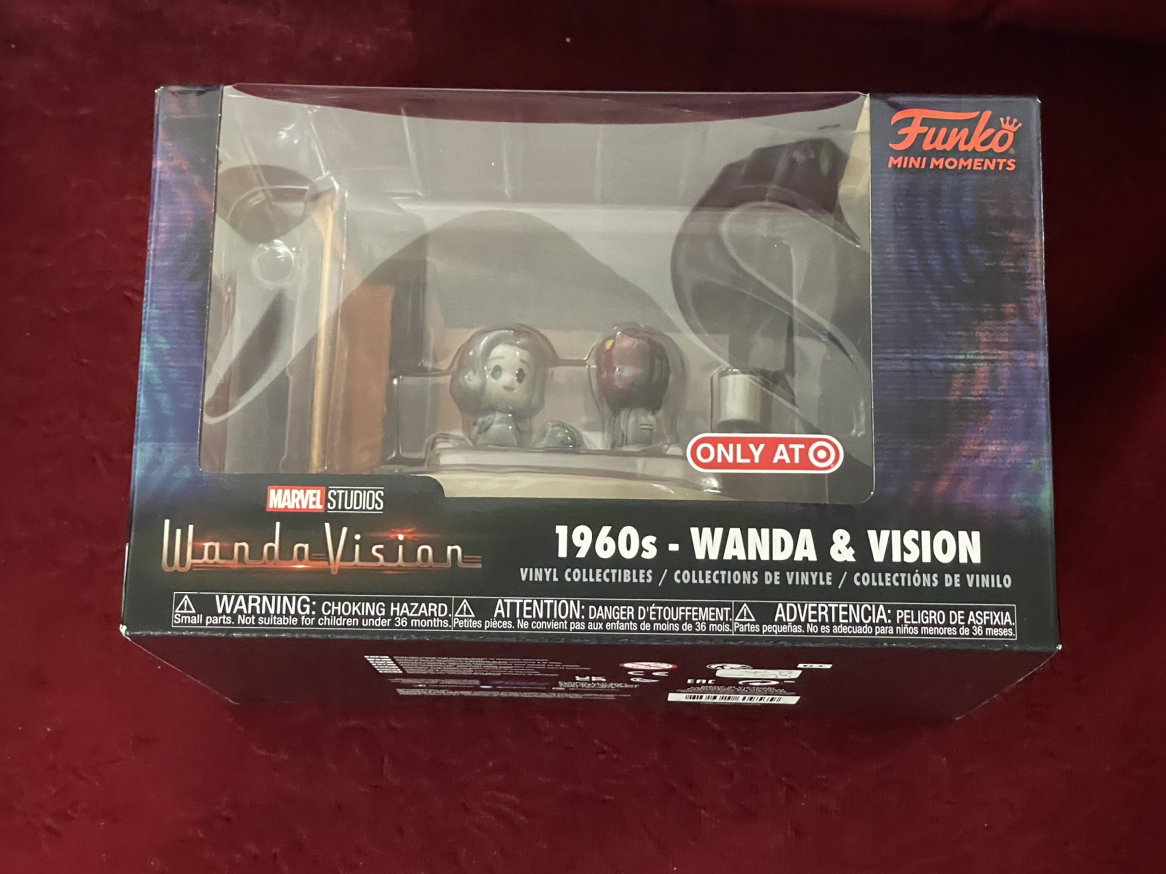 Funko
MINI MOMENTS
ONLY AT
MARVEL STUDIOS
WandaVision
1960s - WANDA & VISION
VINYL COLLECTIBLES / COLLECTIONS DE VINYLE / COLLECTIÓNS DE VINILO
WARNING: CHOKING HAZARD.
Small parts. Not suitable for children under 36 months.
ATTENTION: DANGER D'ÉTOUFFEMENT.
Petites pièces. Ne convient pas aux enfants de moins de 36 mois.
ADVERTENCIA: PELIGRO DE ASFIXIA.
Partes pequeñas. No es adecuado para niños menores de 36 meses.
EAC